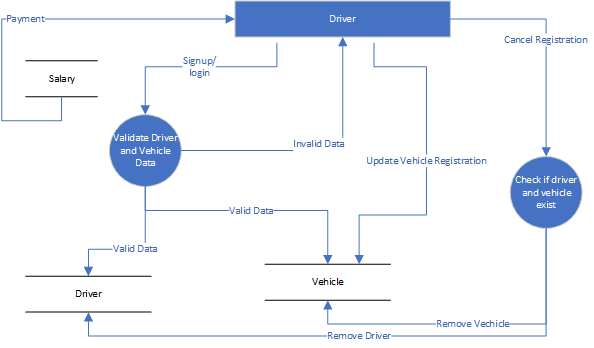 Payment
Driver
Cancel Registration
Signup/
login
Salary
Validate Driver
and Vehicle
Data
Invalid Data
Update Vehicle Registration
Check if driver
and vehicle
exist
Valid Data
Valid Data
Driver
Vehicle
Remove Vechicle
Remove Driver